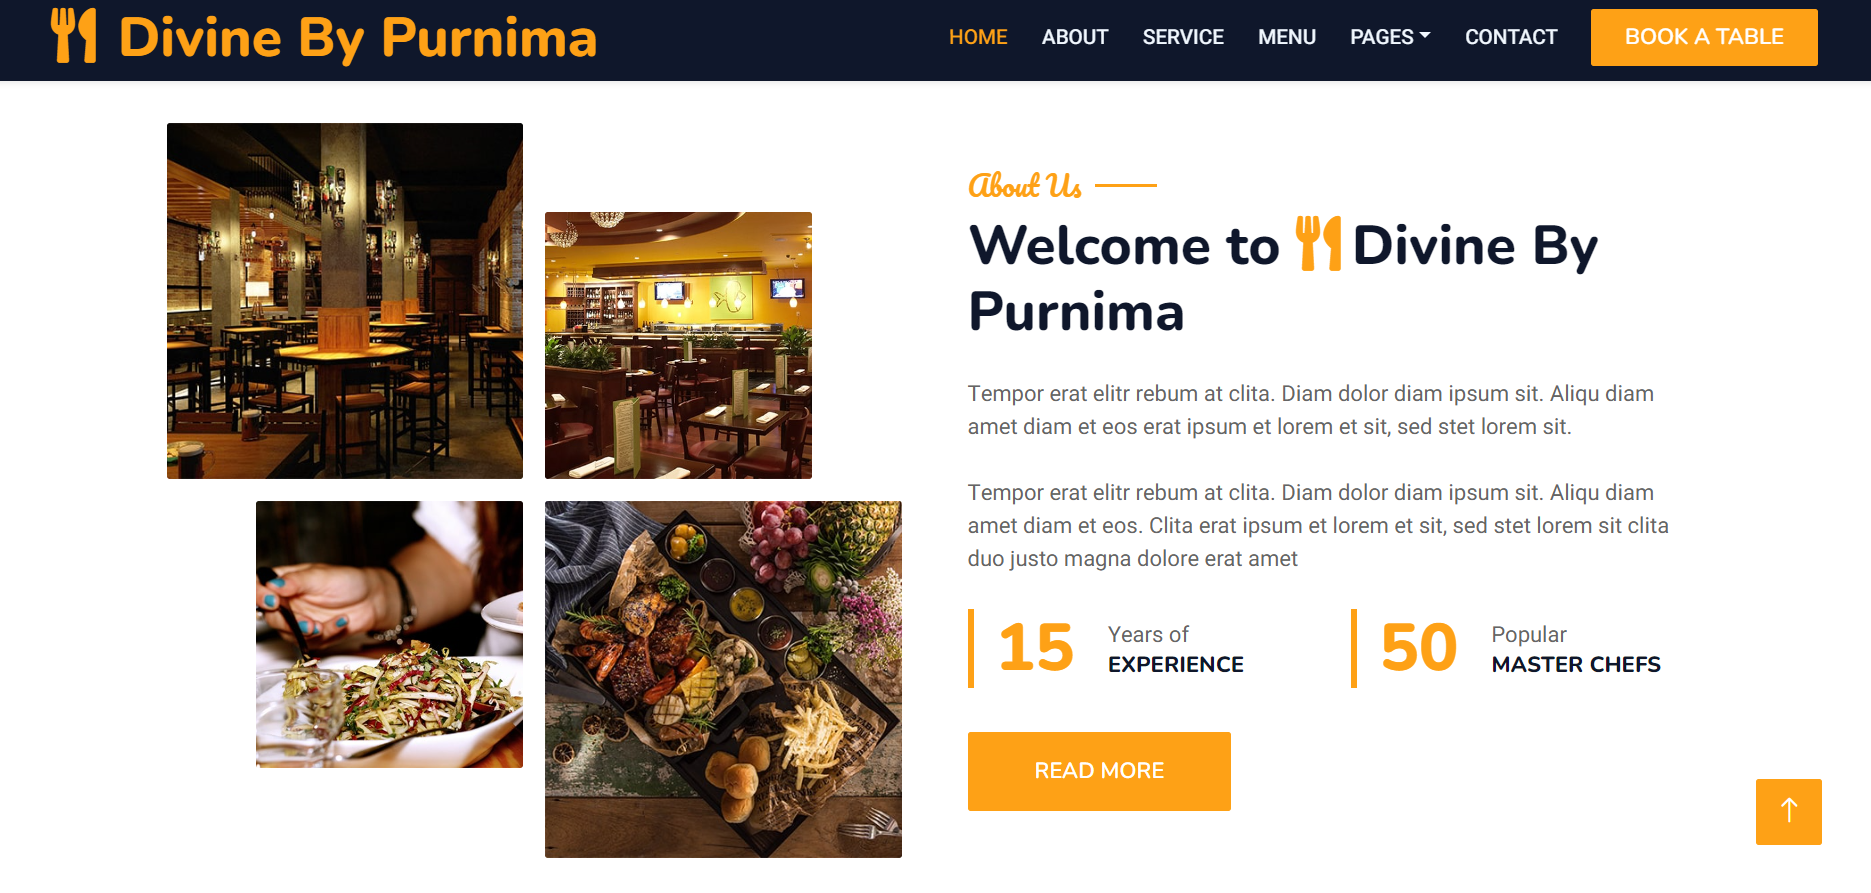 Divine By Purnima
HOME ABOUT SERVICE MENU PAGES CONTACT BOOK A TABLE
About Us
Welcome to Divine By
Purnima
Tempor erat elitr rebum at clita. Diam dolor diam ipsum sit. Aliqu diam
amet diam et eos erat ipsum et lorem et sit, sed stet lorem sit.
Tempor erat elitr rebum at clita. Diam dolor diam ipsum sit. Aliqu diam
amet diam et eos. Clita erat ipsum et lorem et sit, sed stet lorem sit clita
duo justo magna dolore erat amet
15 Years of
EXPERIENCE
50 Popular
MASTER CHEFS
READ MORE